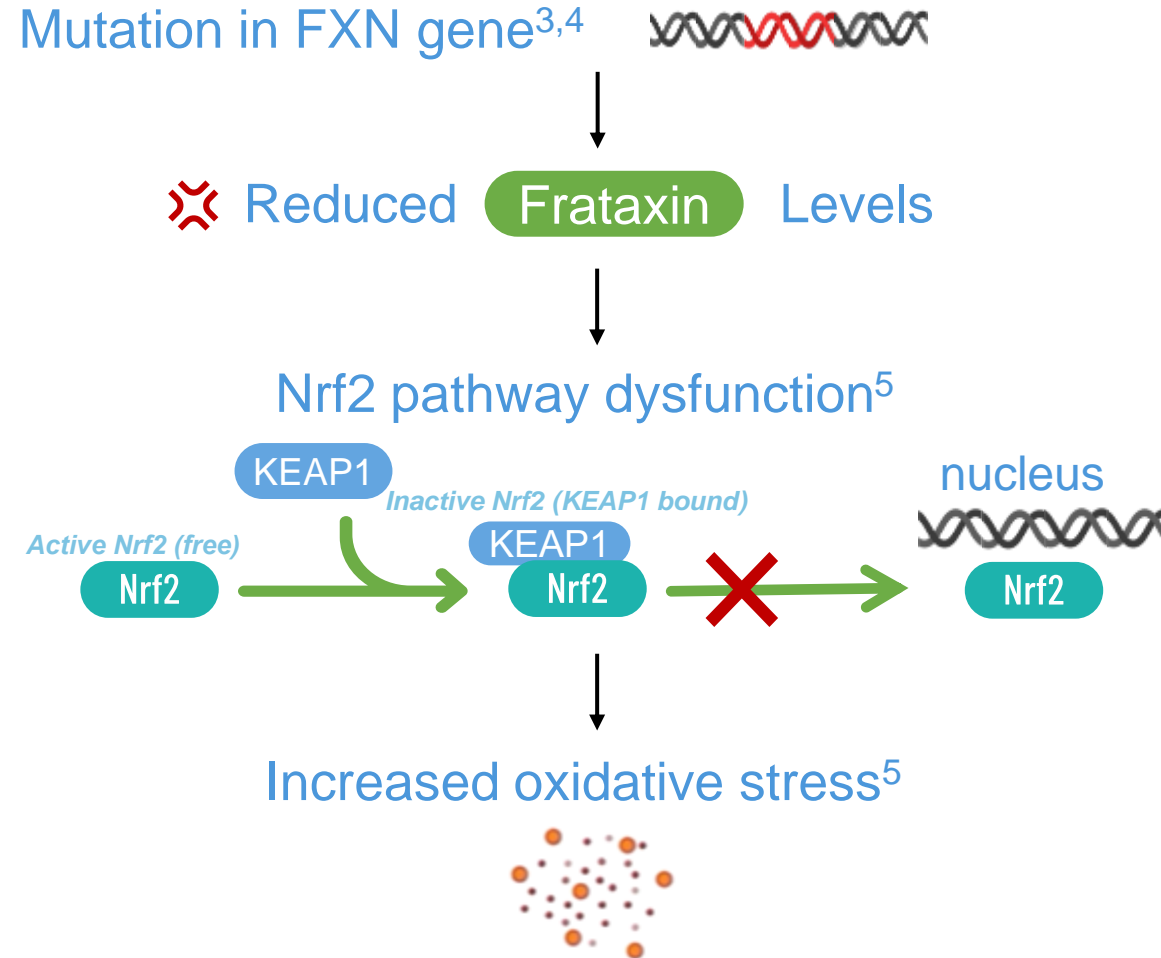 Mutation in FXN gene3,4
Reduced Frataxin Levels
Nrf2 pathway dysfunction5
KEAP1
nucleus
Inactive Nrf2 (KEAP1 bound)
Active Nrf2 (free)
KEAP1
Nrf2
Nrf2
Nrf2
Increased oxidative stress5